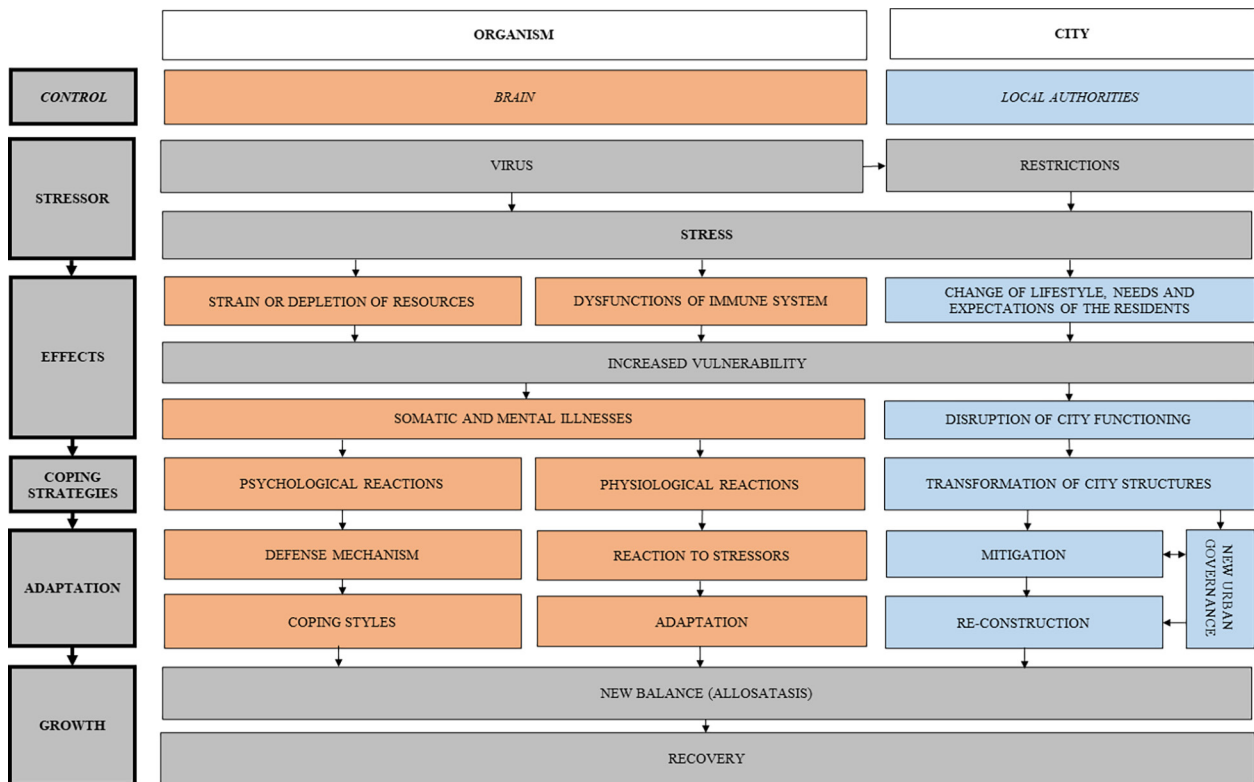 ORGANISM
CITY
CONTROL
BRAIN
LOCAL AUTHORITIES
STRESSOR
VIRUS
RESTRICTIONS
STRESS
EFFECTS
STRAIN OR DEPLETION OF RESOURCES
DYSFUNCTIONS OF IMMUNE SYSTEM
CHANGE OF LIFESTYLE, NEEDS AND
EXPECTATIONS OF THE RESIDENTS
INCREASED VULNERABILITY
SOMATIC AND MENTAL ILLNESSES
DISRUPTION OF CITY FUNCTIONING
COPING
STRATEGIES
PSYCHOLOGICAL REACTIONS
PHYSIOLOGICAL REACTIONS
TRANSFORMATION OF CITY STRUCTURES
ADAPTATION
DEFENSE MECHANISM
REACTION TO STRESSORS
MITIGATION
NEW URBAN
GOVERNANCE
COPING STYLES
ADAPTATION
RE-CONSTRUCTION
GROWTH
NEW BALANCE (ALLOSATASIS)
RECOVERY